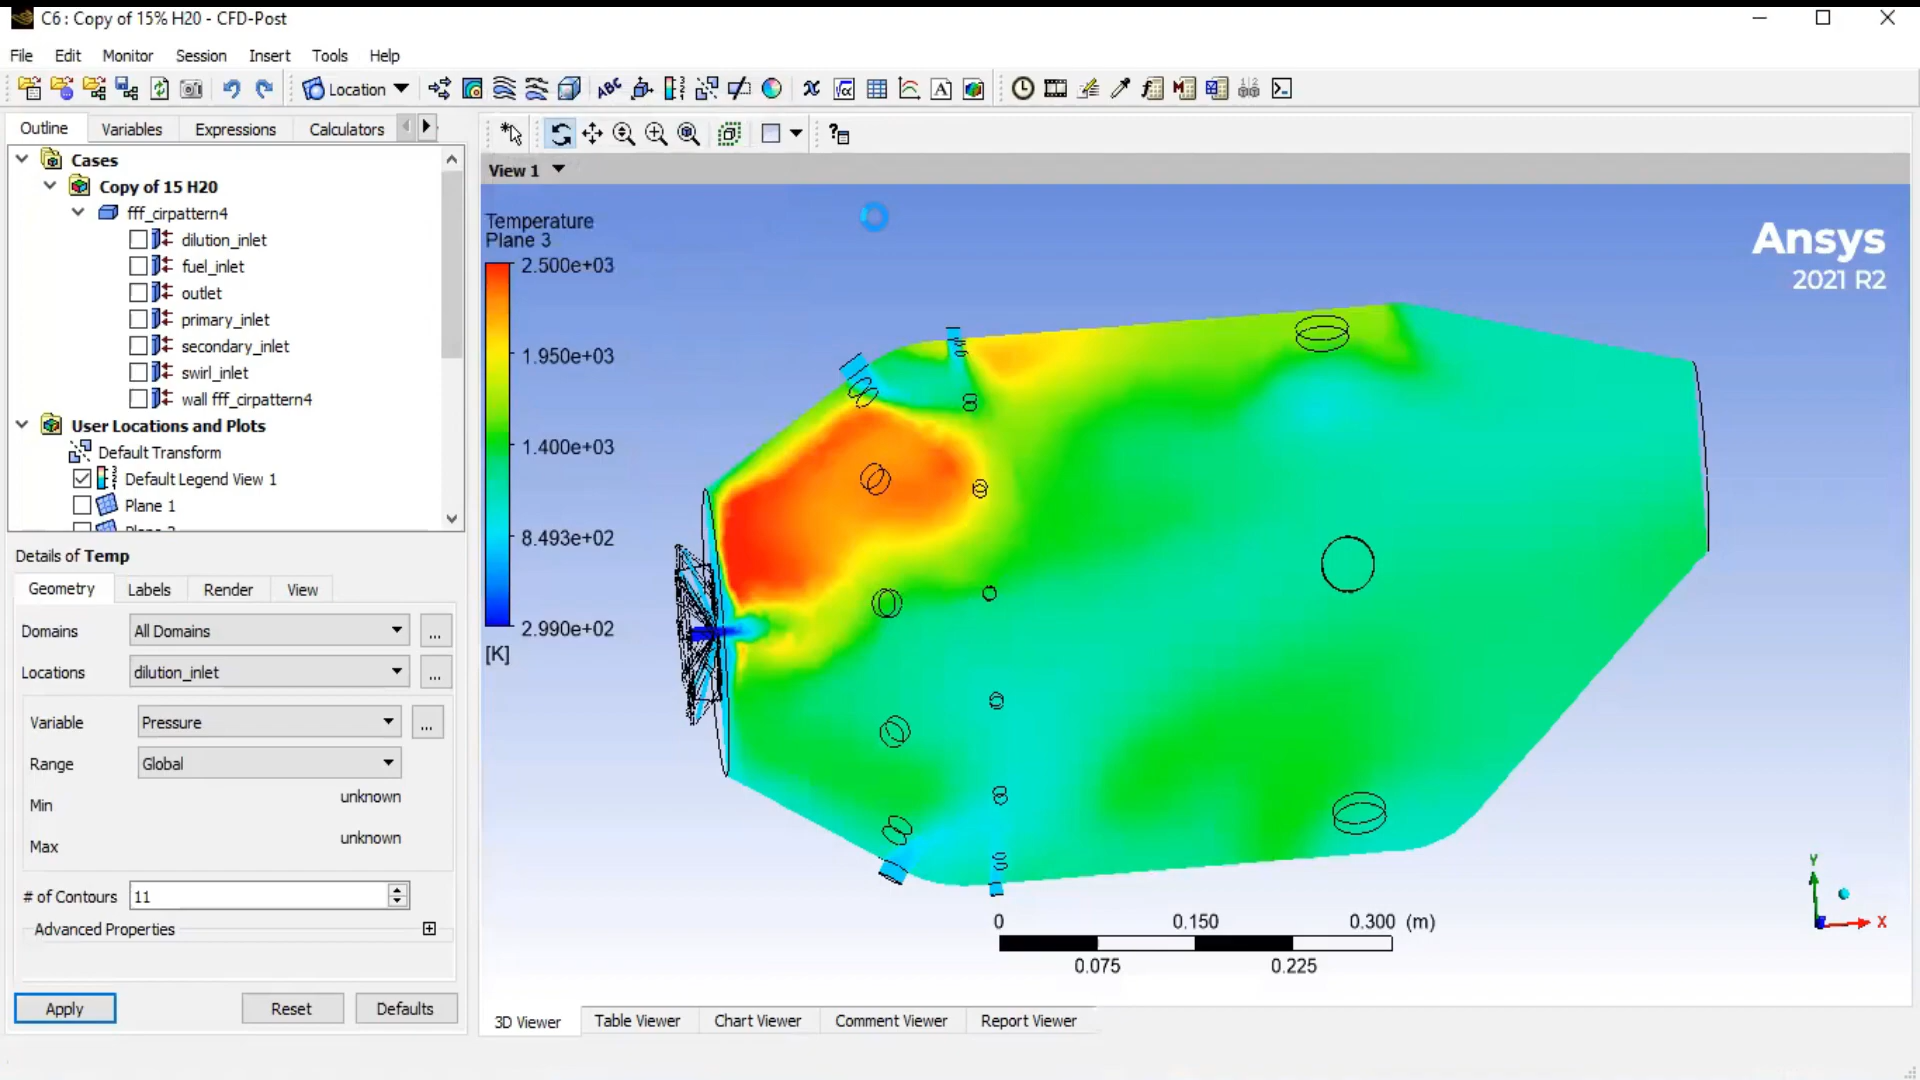 C6 : Copy of 15% H20 - CFD-Post
File Edit Monitor Session Insert Tools Help
Location
Outline Variables Expressions Calculators
Cases
Copy of 15 H20
fff_cirpattern4
dilution_inlet
fuel_inlet
outlet
primary_inlet
secondary_inlet
swirl_inlet
wall fff_cirpattern4
User Locations and Plots
Default Transform
Default Legend View 1
Plane 1
Details of Temp
Geometry Labels Render View
Domains All Domains ...
Locations dilution_inlet ...
Variable Pressure ...
Range Global
Min unknown
Max unknown
# of Contours 11
Advanced Properties
Apply Reset Defaults
View 1
Temperature
Plane 3
2.500e+03
1.950e+03
1.400e+03
8.493e+02
2.990e+02
[K]
Ansys
2021 R2
0 0.150 0.300 (m)
0.075 0.225
Y
X
3D Viewer Table Viewer Chart Viewer Comment Viewer Report Viewer